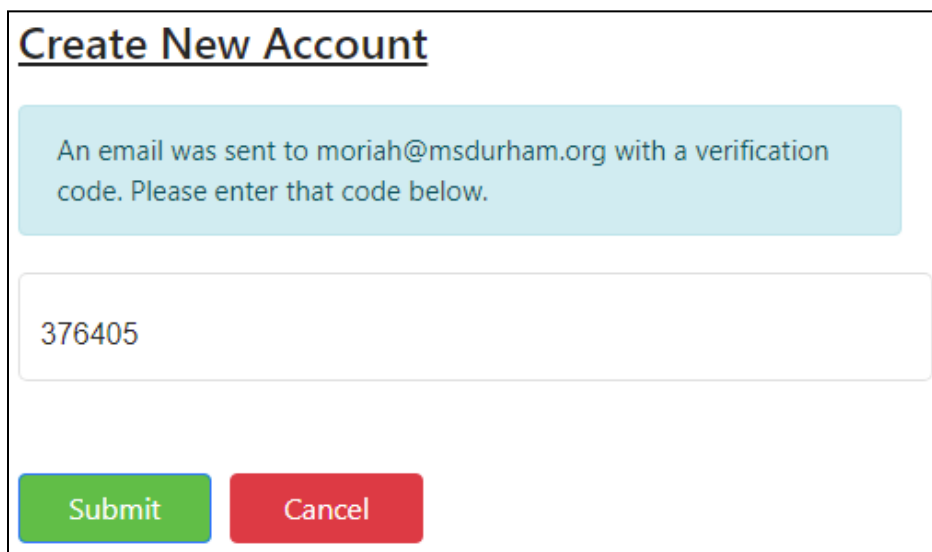 Create New Account
An email was sent to moriah@msdurham.org with a verification
code. Please enter that code below.
376405
Submit Cancel